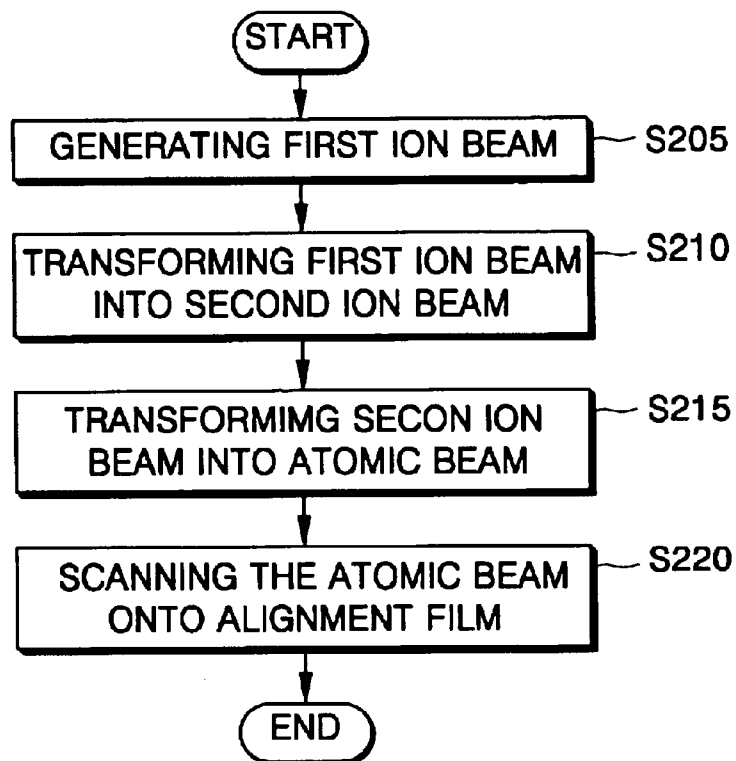 START
GENERATING FIRST ION BEAM
S205
TRANSFORMING FIRST ION BEAM
INTO SECOND ION BEAM
S210
TRANSFORMIMG SECON ION
BEAM INTO ATOMIC BEAM
S215
SCANNING THE ATOMIC BEAM
ONTO ALIGNMENT FILM
S220
END